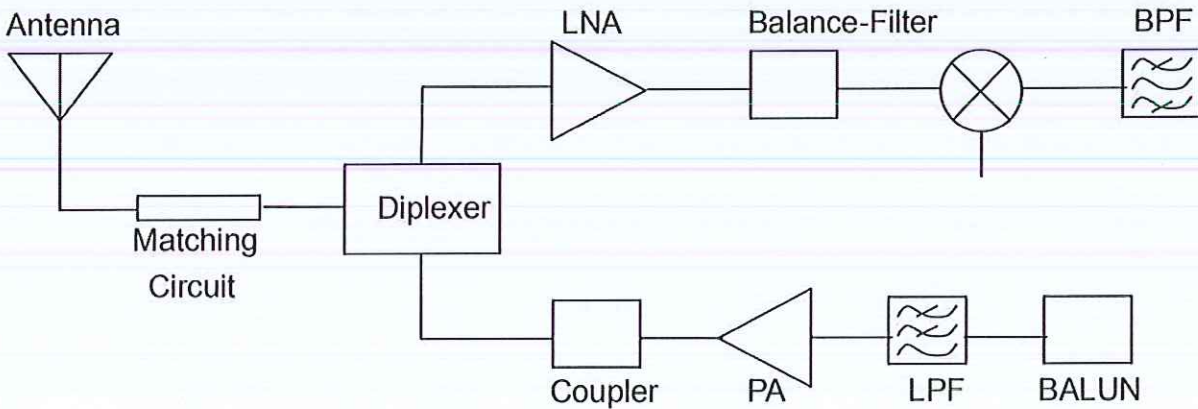 Antenna
LNA
Balance-Filter
BPF
Diplexer
Matching
Circuit
Coupler
PA
LPF
BALUN